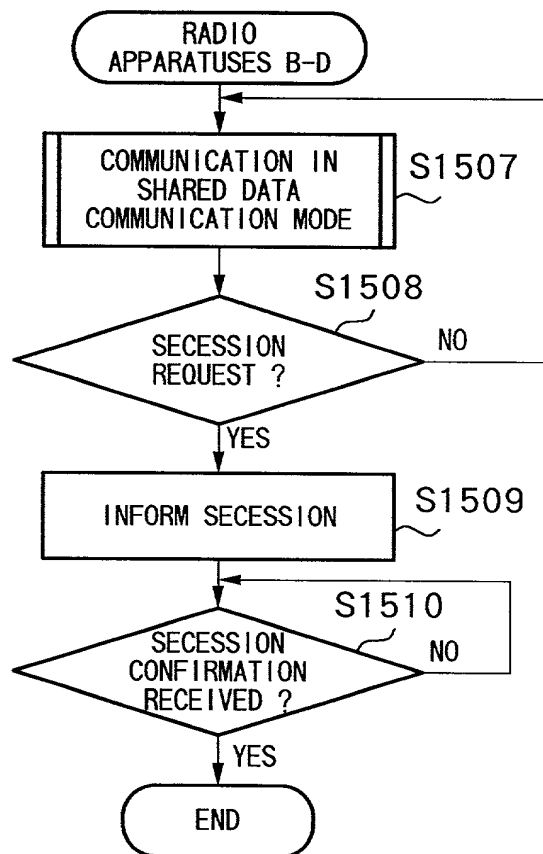 RADIO
APPARATUSES B-D
COMMUNICATION IN
SHARED DATA
COMMUNICATION MODE
S1507
S1508
SECESSION
REQUEST ?
NO
YES
INFORM SECESSION
S1509
S1510
SECESSION
CONFIRMATION
RECEIVED ?
NO
YES
END